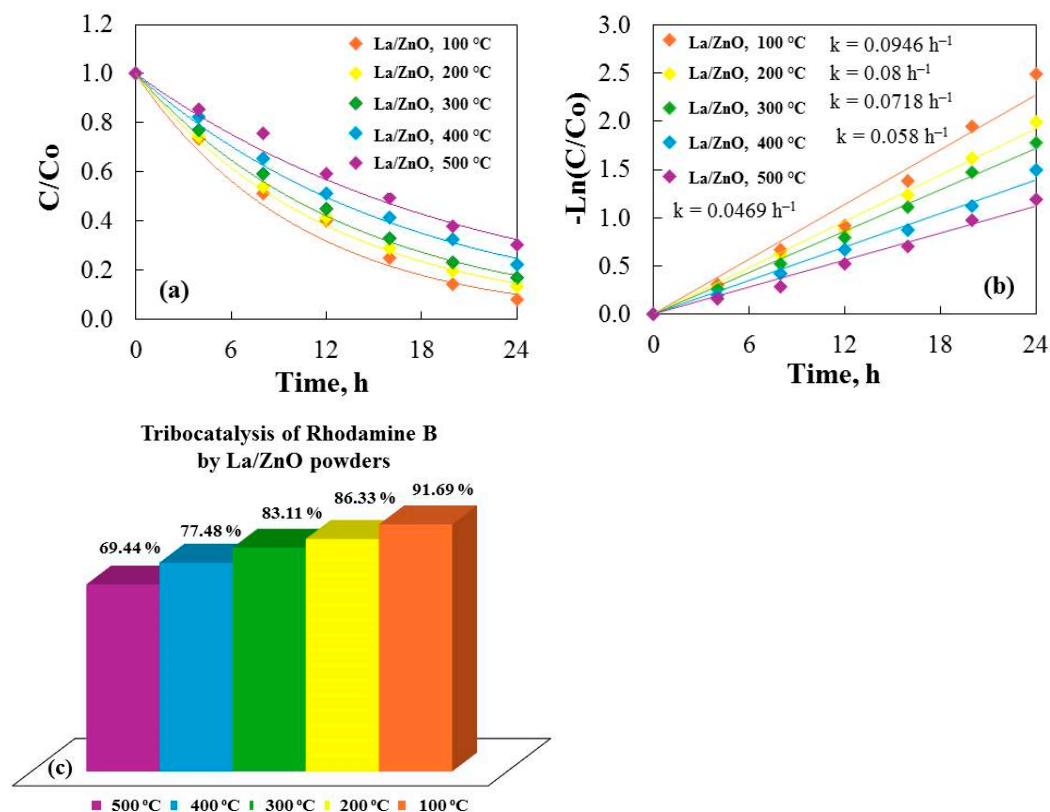 C/Co
1.2
1.0
0.8
0.6
0.4
0.2
0.0
La/ZnO, 100 °C
La/ZnO, 200 °C
La/ZnO, 300 °C
La/ZnO, 400 °C
La/ZnO, 500 °C
(a)
0 6 12 18 24
Time, h
-Ln(C/Co)
3.0
2.5
2.0
1.5
1.0
0.5
0.0
La/ZnO, 100 °C
La/ZnO, 200 °C
La/ZnO, 300 °C
La/ZnO, 400 °C
La/ZnO, 500 °C
k = 0.0946 h⁻¹
k = 0.08 h⁻¹
k = 0.0718 h⁻¹
k = 0.058 h⁻¹
k = 0.0469 h⁻¹
(b)
0 6 12 18 24
Time, h
Tribocatalysis of Rhodamine B
by La/ZnO powders
69.44 %
77.48 %
83.11 %
86.33 %
91.69 %
(c)
500 °C 400 °C 300 °C 200 °C 100 °C